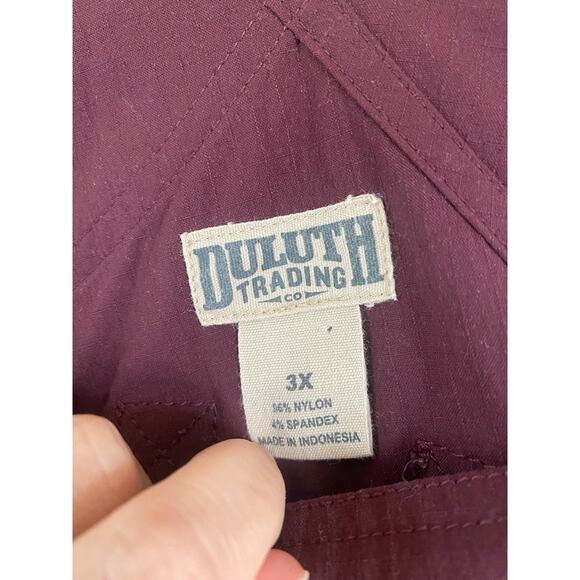 DULUTH
TRADING
CO
3X
96% NYLON
4% SPANDEX
MADE IN INDONESIA